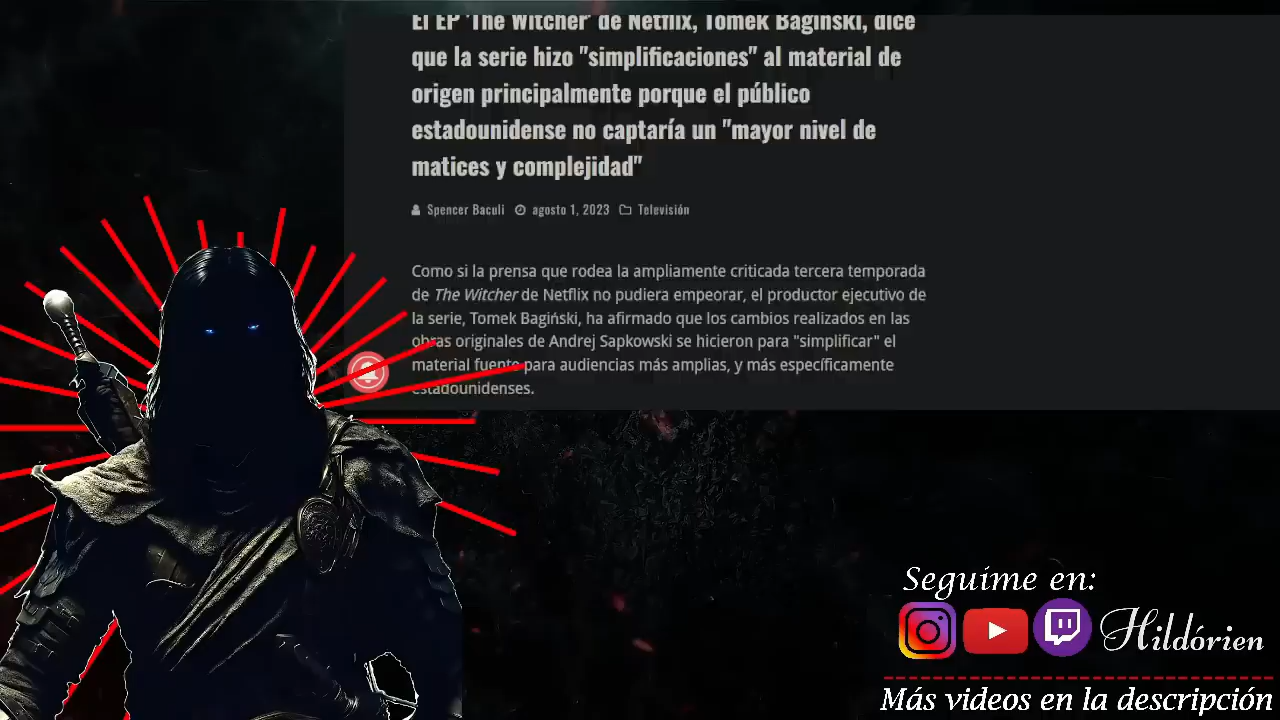 El EP 'The Witcher' de Netflix, Tomek Bagiński, dice
que la serie hizo "simplificaciones" al material de
origen principalmente porque el público
estadounidense no captaría un "mayor nivel de
matices y complejidad"
Spencer Baculi agosto 1, 2023 Televisión
Como si la prensa que rodea la ampliamente criticada tercera temporada
de The Witcher de Netflix no pudiera empeorar, el productor ejecutivo de
la serie, Tomek Bagiński, ha afirmado que los cambios realizados en las
obras originales de Andrej Sapkowski se hicieron para "simplificar" el
material fuente para audiencias más amplias, y más específicamente
estadounidenses.
Seguime en:
Hildórien
Más videos en la descripción